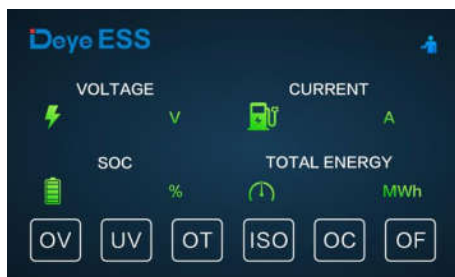 Deye ESS
VOLTAGE
CURRENT
V
A
SOC
TOTAL ENERGY
%
MWh
OV UV OT ISO OC OF